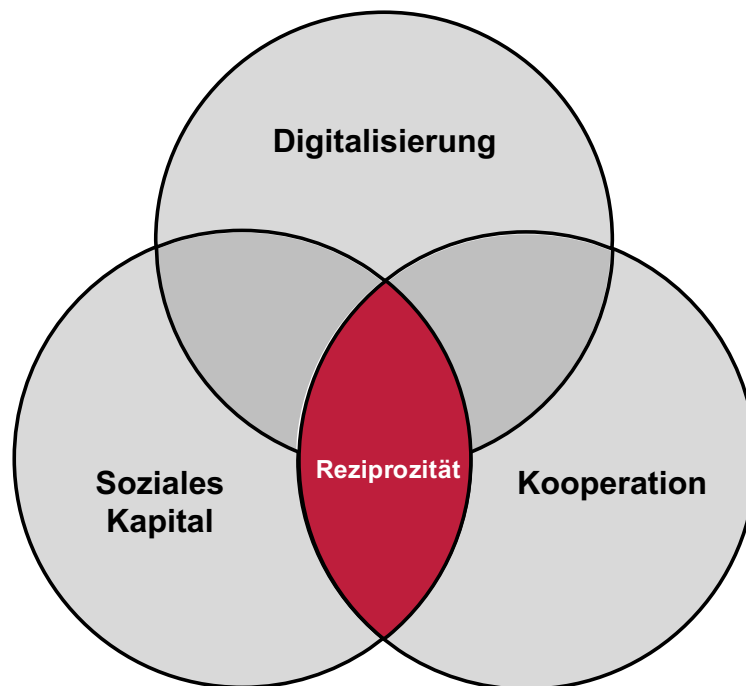 Digitalisierung
Soziales
Kapital
Reziprozität
Kooperation